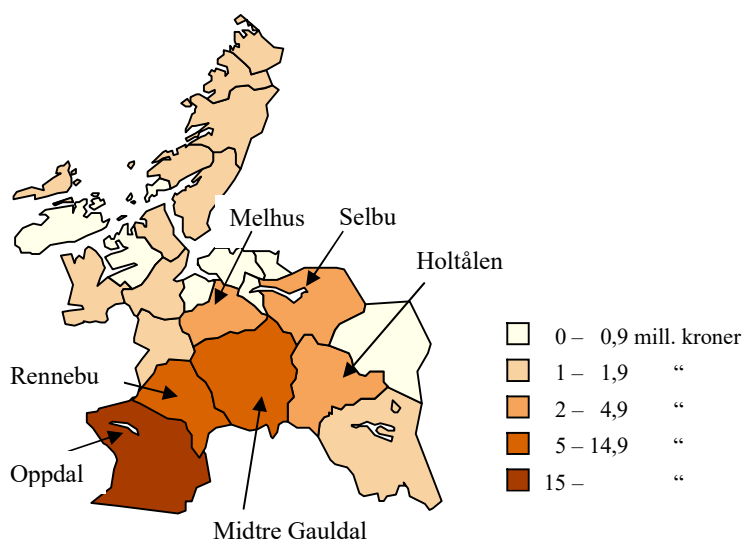 Melhus
Selbu
Holtålen
Rennebu
Oppdal
Midtre Gauldal
0 – 0,9 mill. kroner
1 – 1,9 “
2 – 4,9 “
5 – 14,9 “
15 – “